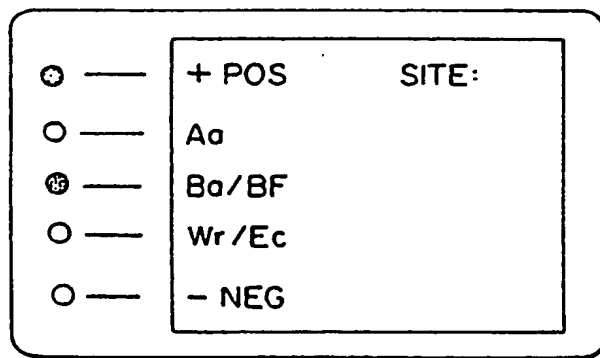 + POS SITE:
Aa
Ba/BF
Wr/Ec
- NEG